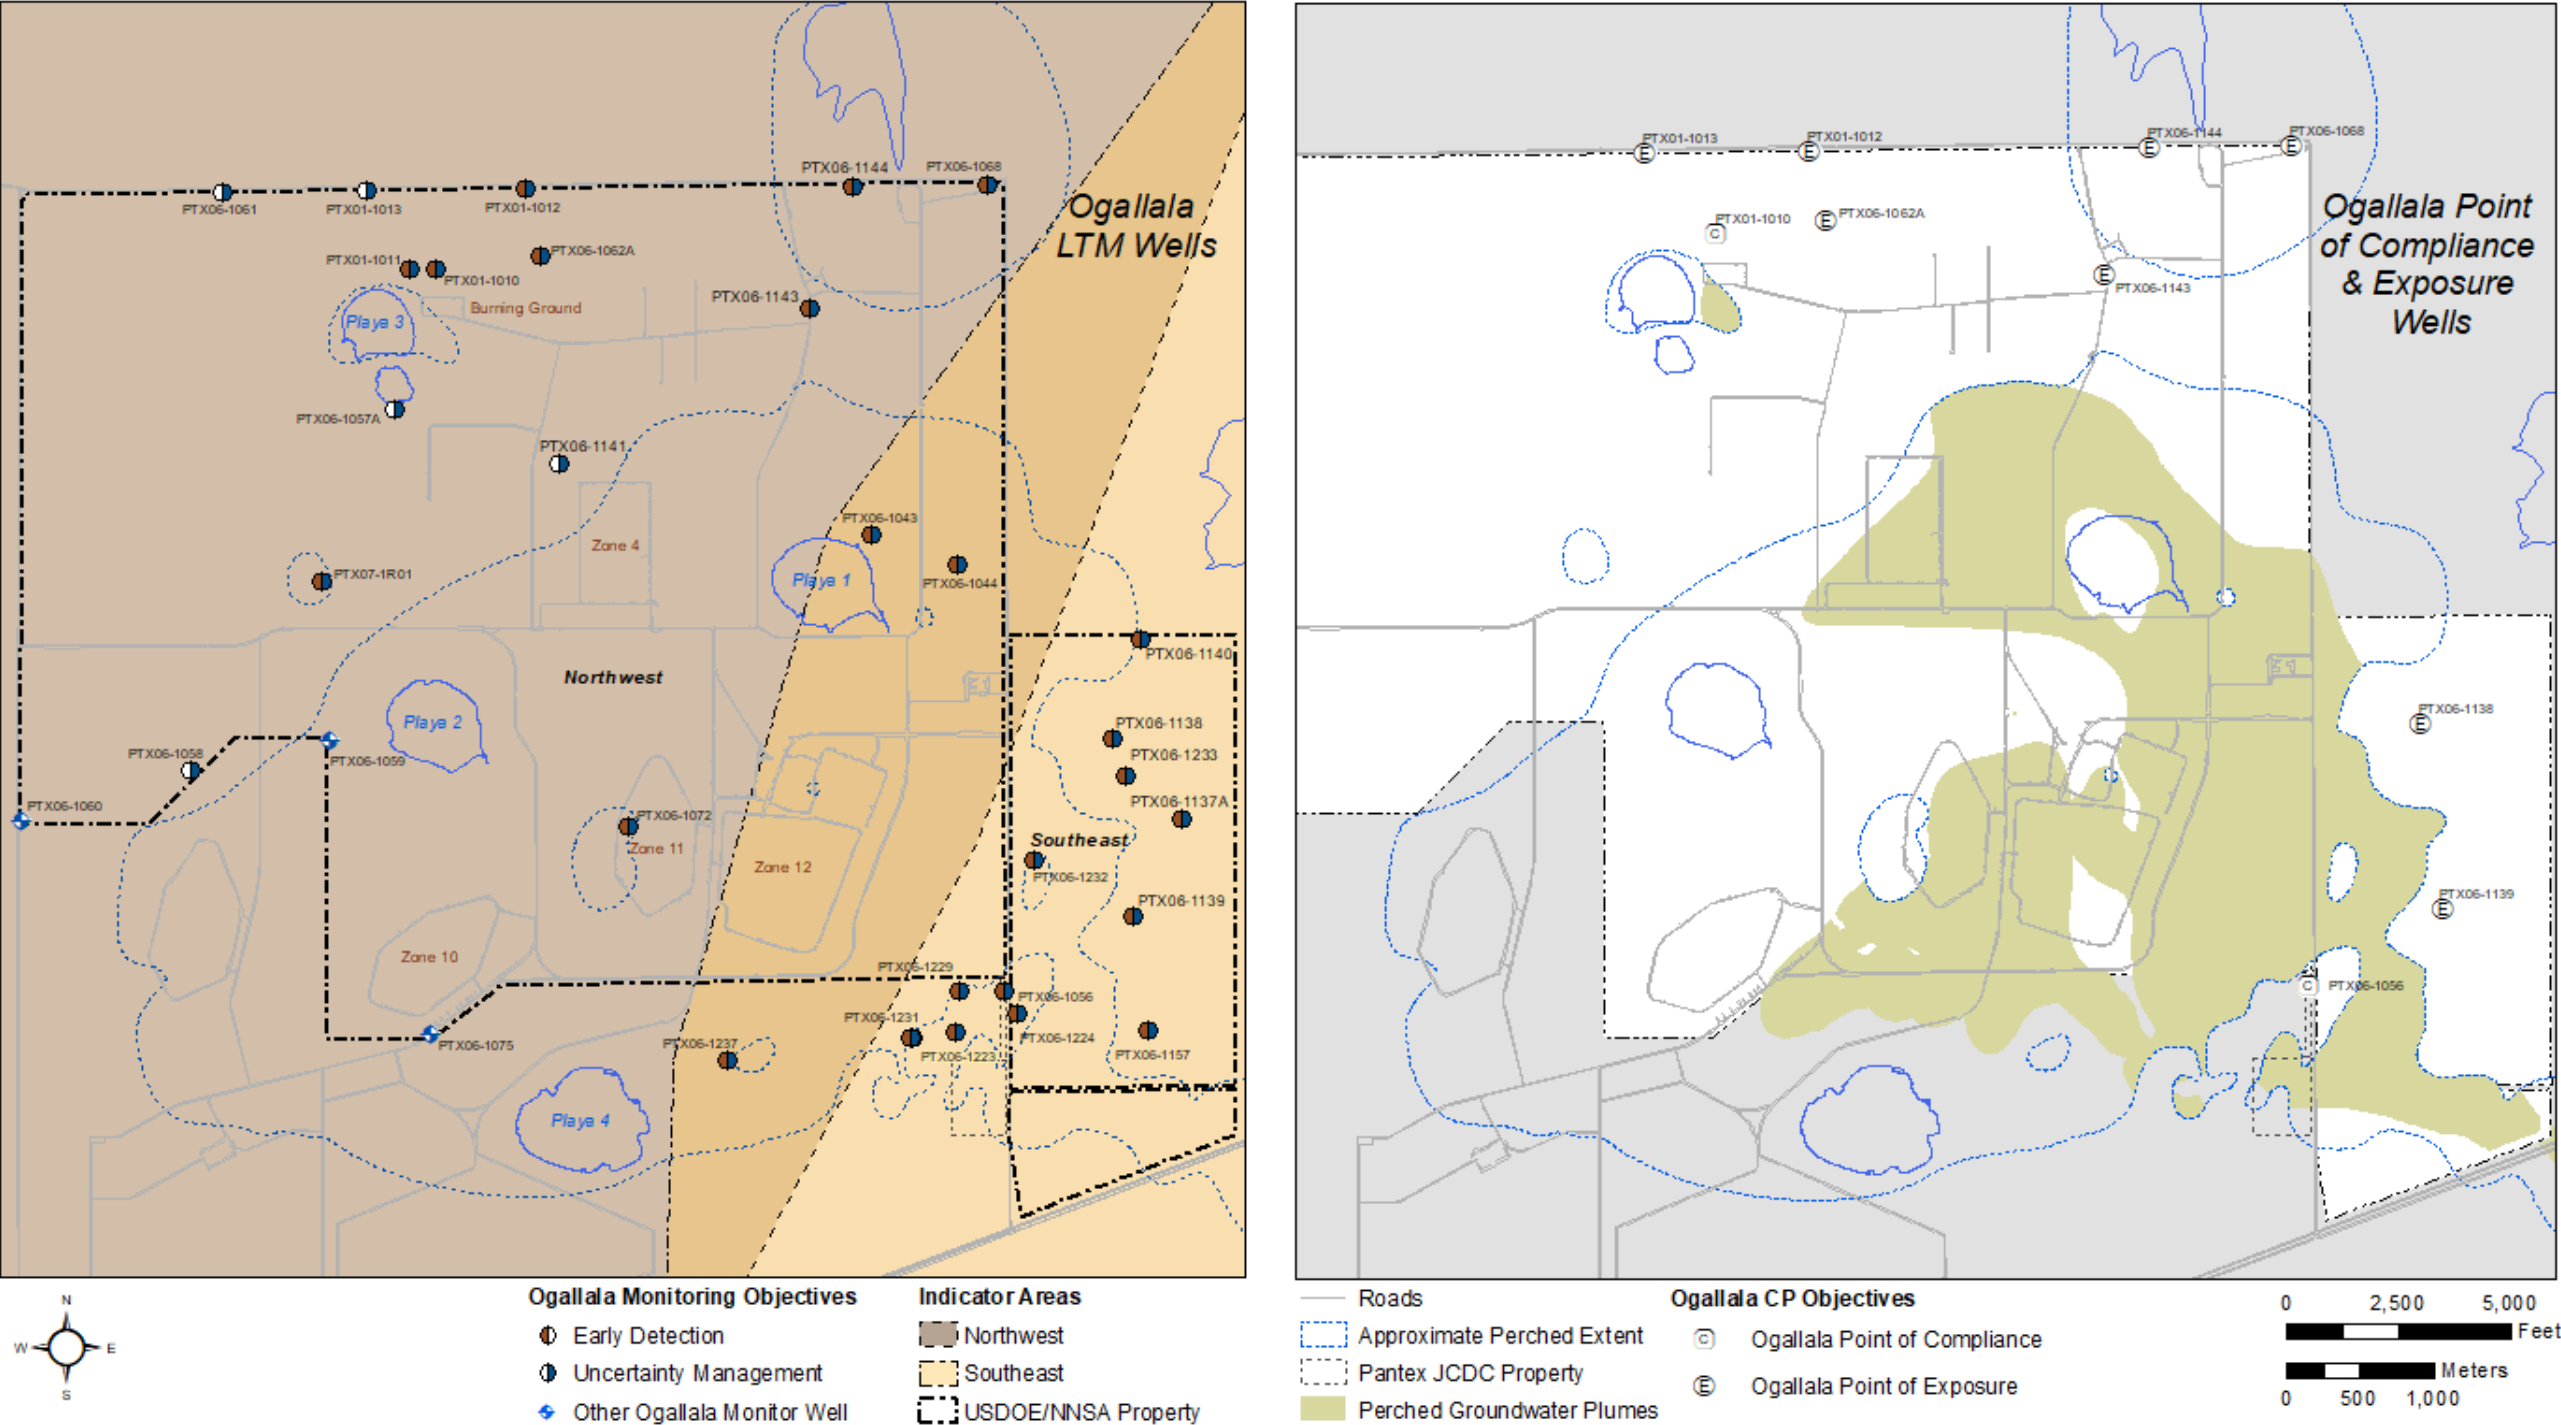 PTX06-1144
PTX06-1068
PTX06-1061
PTX01-1013
PTX01-1012
Ogallala
LTM Wells
PTX06-1062A
PTX01-1011
PTX01-1010
PTX06-1143
Burning Ground
Playa 3
PTX06-1057A
PTX06-1141
PTX06-1043
Zone 4
PTX07-1R01
Playa 1
PTX06-1044
PTX06-1140
Northwest
Playa 2
PTX06-1138
PTX06-1058
PTX06-1059
PTX06-1233
PTX06-1060
PTX06-1137A
PTX06-1072
Zone 11
Southeast
Zone 12
PTX06-1232
PTX06-1139
Zone 10
PTX06-1229
PTX06-1056
PTX06-1231
PTX06-1224
PTX06-1075
PTX06-1237
PTX06-1223
PTX06-1157
Playa 4
PTX01-1013
PTX01-1012
PTX06-1144
PTX06-1068
Ogallala Point
of Compliance
& Exposure
Wells
PTX01-1010
PTX06-1062A
C
E
E
E
E
E
E
PTX06-1143
PTX06-1138
E
PTX06-1139
E
C
PTX06-1056
N
W
E
S
Ogallala Monitoring Objectives
Early Detection
Uncertainty Management
Other Ogallala Monitor Well
Indicator Areas
Northwest
Southeast
USDOE/NNSA Property
Roads
Approximate Perched Extent
Pantex JCDC Property
Perched Groundwater Plumes
Ogallala CP Objectives
C Ogallala Point of Compliance
E Ogallala Point of Exposure
0 2,500 5,000
Feet
Meters
0 500 1,000